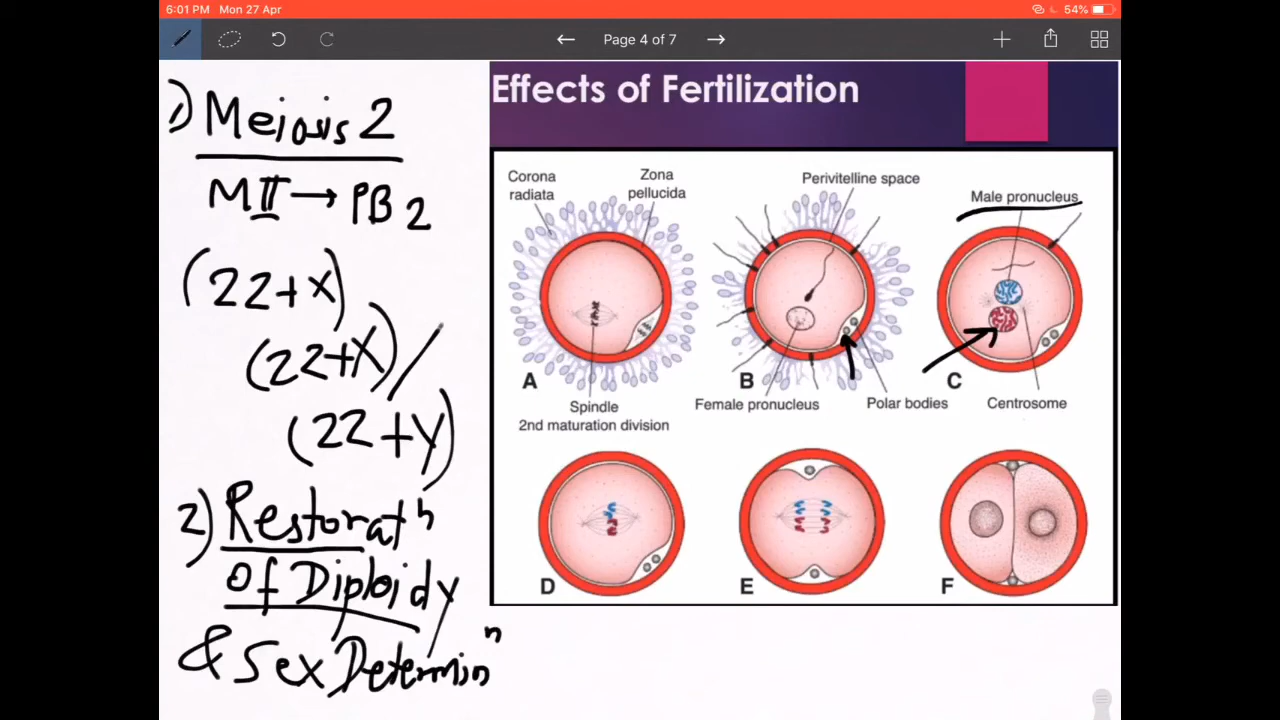 6:01 PM Mon 27 Apr
54%
Page 4 of 7
1) Meiosis 2
MII → PB 2
(22+X)
(22+X) /
(22+Y)
2) Restoratⁿ
of Diploidy
& Sex Determinⁿ
Effects of Fertilization
Corona
radiata
Zona
pellucida
Perivitelline space
Male pronucleus
A
B
C
Spindle
2nd maturation division
Female pronucleus
Polar bodies
Centrosome
D
E
F